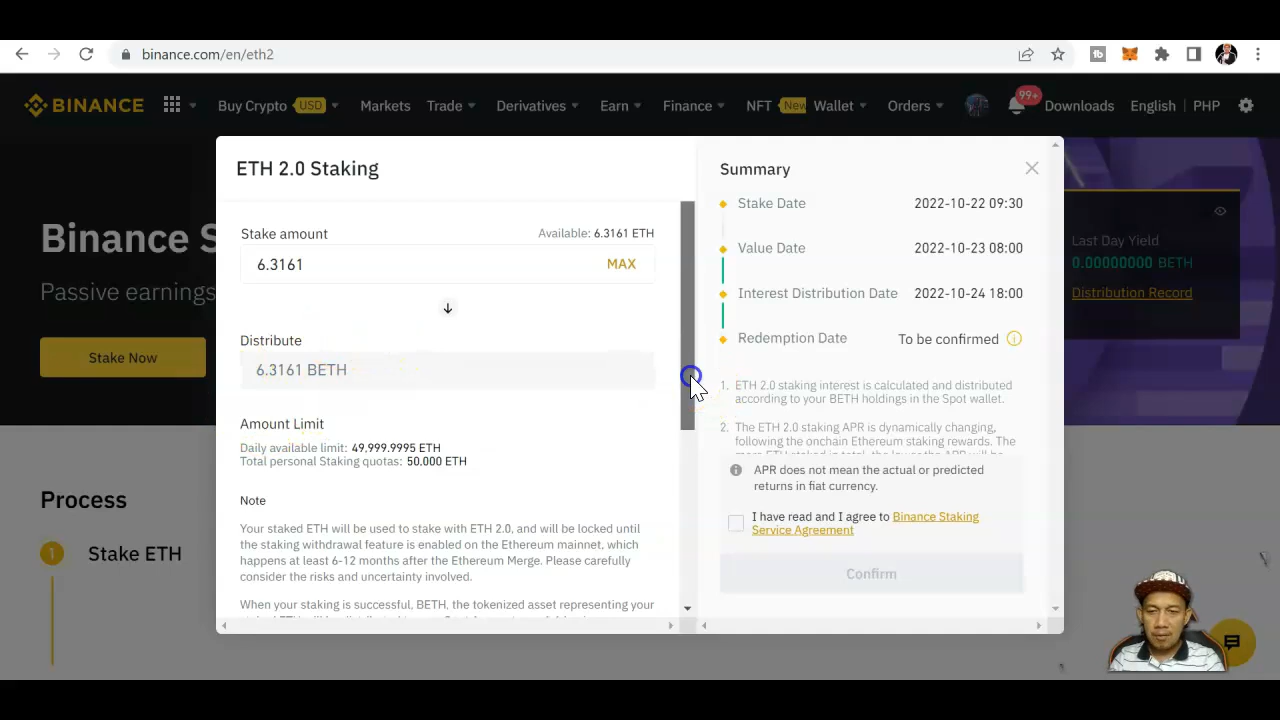 binance.com/en/eth2
BINANCE
Buy Crypto USD Markets Trade Derivatives Earn Finance NFT New Wallet Orders 99+ Downloads English PHP
ETH 2.0 Staking
Stake amount
Available: 6.3161 ETH
6.3161
MAX
Distribute
6.3161 BETH
Amount Limit
Daily available limit: 49,999.9995 ETH
Total personal Staking quotas: 50.000 ETH
Note
Your staked ETH will be used to stake with ETH 2.0, and will be locked until
the staking withdrawal feature is enabled on the Ethereum mainnet, which
happens at least 6-12 months after the Ethereum Merge. Please carefully
consider the risks and uncertainty involved.
When your staking is successful, BETH, the tokenized asset representing your
Summary
Stake Date 2022-10-22 09:30
Value Date 2022-10-23 08:00
Interest Distribution Date 2022-10-24 18:00
Redemption Date To be confirmed
1. ETH 2.0 staking interest is calculated and distributed
according to your BETH holdings in the Spot wallet.
2. The ETH 2.0 staking APR is dynamically changing,
following the onchain Ethereum staking rewards. The
APR does not mean the actual or predicted
returns in fiat currency.
I have read and I agree to Binance Staking
Service Agreement
Confirm
Binance S
Passive earnings
Stake Now
Last Day Yield
0.00000000 BETH
Distribution Record
Process
1 Stake ETH